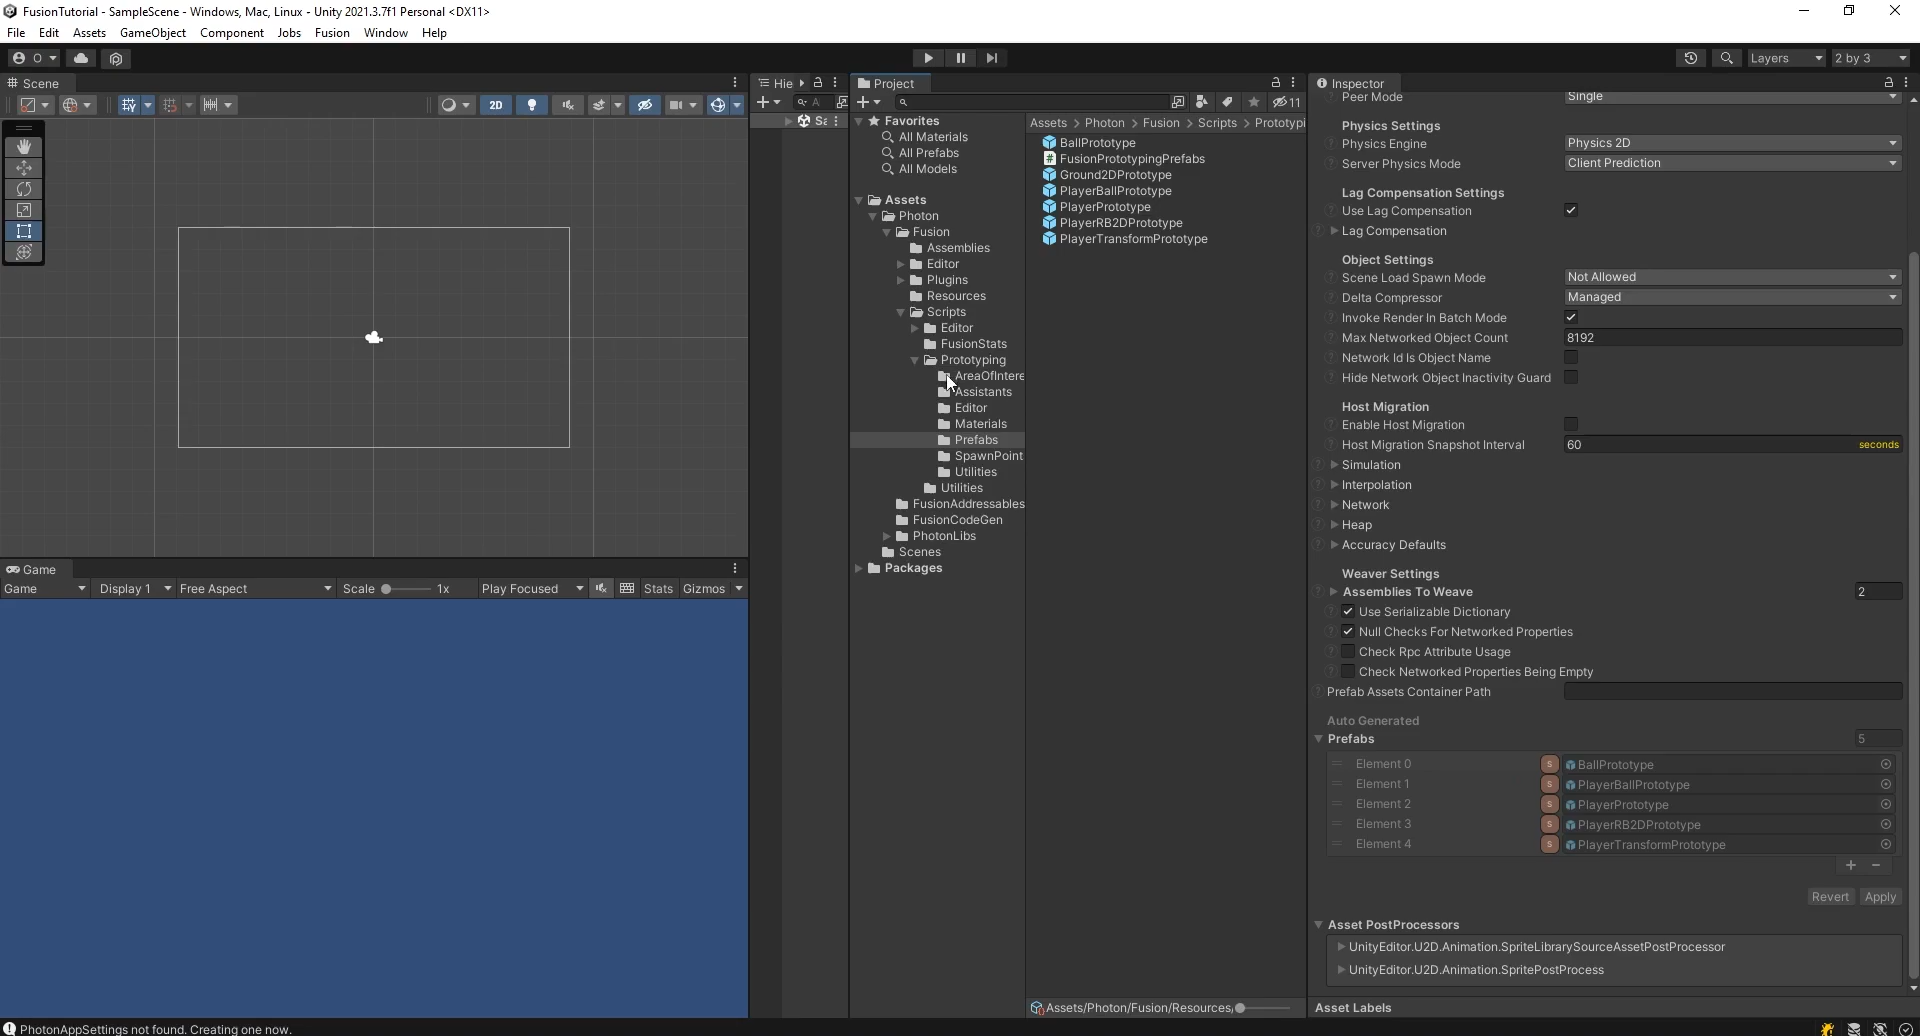 FusionTutorial - SampleScene - Windows, Mac, Linux - Unity 2021.3.7f1 Personal <DX11>
File Edit Assets GameObject Component Jobs Fusion Window Help
O Layers 2 by 3
Scene
2D
Game
Game Display 1 Free Aspect Scale 1x Play Focused Stats Gizmos
Hie
Sa
Project
11
Favorites
All Materials
All Prefabs
All Models
Assets
Photon
Fusion
Assemblies
Editor
Plugins
Resources
Scripts
Editor
FusionStats
Prototyping
AreaOfIntere
Assistants
Editor
Materials
Prefabs
SpawnPoint
Utilities
Utilities
FusionAddressables
FusionCodeGen
PhotonLibs
Scenes
Packages
Assets > Photon > Fusion > Scripts > Prototypi
BallPrototype
FusionPrototypingPrefabs
Ground2DPrototype
PlayerBallPrototype
PlayerPrototype
PlayerRB2DPrototype
PlayerTransformPrototype
Assets/Photon/Fusion/Resources/
Inspector
Peer Mode Single
Physics Settings
Physics Engine Physics 2D
Server Physics Mode Client Prediction
Lag Compensation Settings
Use Lag Compensation
Lag Compensation
Object Settings
Scene Load Spawn Mode Not Allowed
Delta Compressor Managed
Invoke Render In Batch Mode
Max Networked Object Count 8192
Network Id Is Object Name
Hide Network Object Inactivity Guard
Host Migration
Enable Host Migration
Host Migration Snapshot Interval 60 seconds
Simulation
Interpolation
Network
Heap
Accuracy Defaults
Weaver Settings
Assemblies To Weave 2
Use Serializable Dictionary
Null Checks For Networked Properties
Check Rpc Attribute Usage
Check Networked Properties Being Empty
Prefab Assets Container Path
Auto Generated
Prefabs 5
Element 0 S BallPrototype
Element 1 S PlayerBallPrototype
Element 2 S PlayerPrototype
Element 3 S PlayerRB2DPrototype
Element 4 S PlayerTransformPrototype
Revert Apply
Asset PostProcessors
UnityEditor.U2D.Animation.SpriteLibrarySourceAssetPostProcessor
UnityEditor.U2D.Animation.SpritePostProcess
Asset Labels
PhotonAppSettings not found. Creating one now.